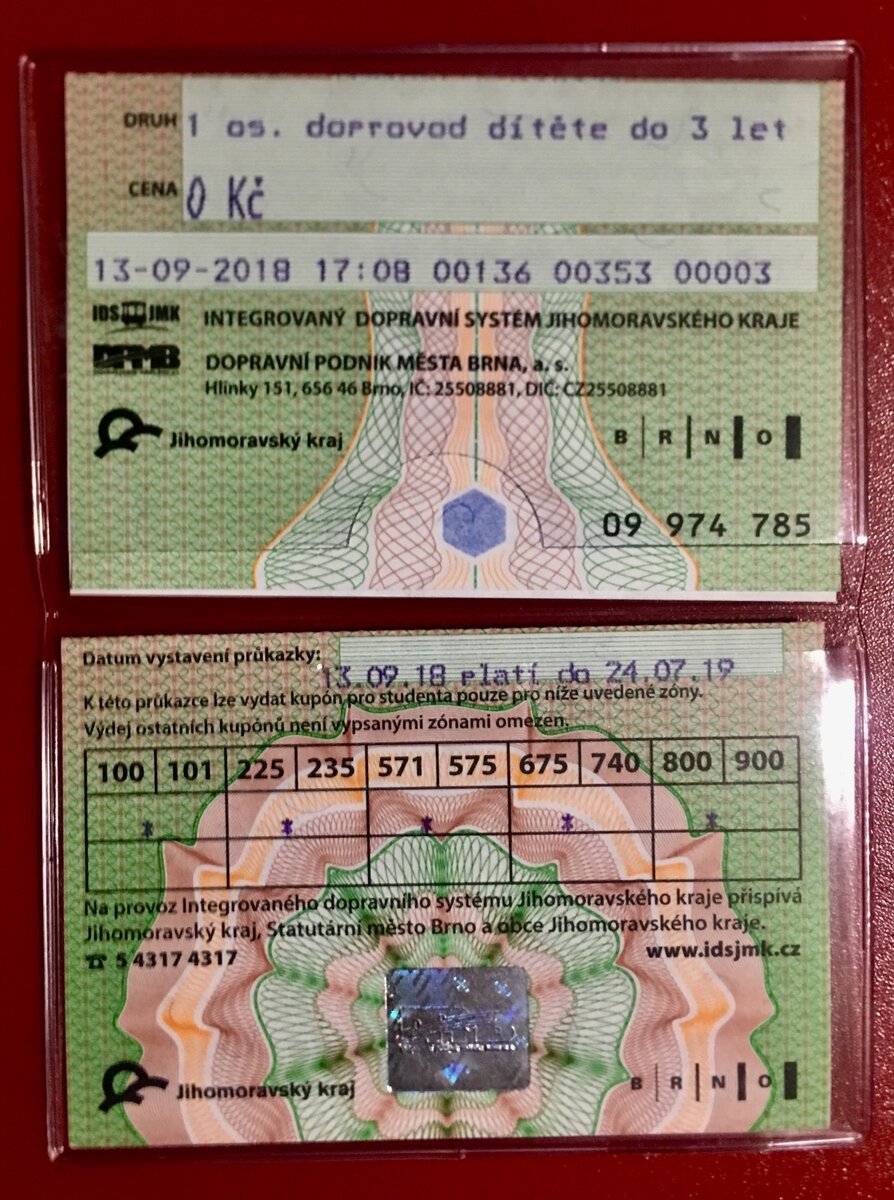 DRUH 1 os. doprovod dítěte do 3 let
CENA 0 Kč
13-09-2018 17:08 00136 00353 00003
IDS JMK INTEGROVANÝ DOPRAVNÍ SYSTÉM JIHOMORAVSKÉHO KRAJE
DPMB DOPRAVNÍ PODNIK MĚSTA BRNA, a. s.
Hlinky 151, 656 46 Brno, IČ: 25508881, DIČ: CZ25508881
Jihomoravský kraj B | R | N | O
09 974 785
Datum vystavení průkazky: 13.09.18 platí do 24.07.19
K této průkazce lze vydat kupón pro studenta pouze pro níže uvedené zóny.
Výdej ostatních kupónů není vypsanými zónami omezen.
100 101 225 235 571 575 675 740 800 900
* * * * *
Na provoz Integrovaného dopravního systému Jihomoravského kraje přispívá
Jihomoravský kraj, Statutární město Brno a obce Jihomoravského kraje.
☎ 5 4317 4317 www.idsjmk.cz
Jihomoravský kraj B | R | N | O